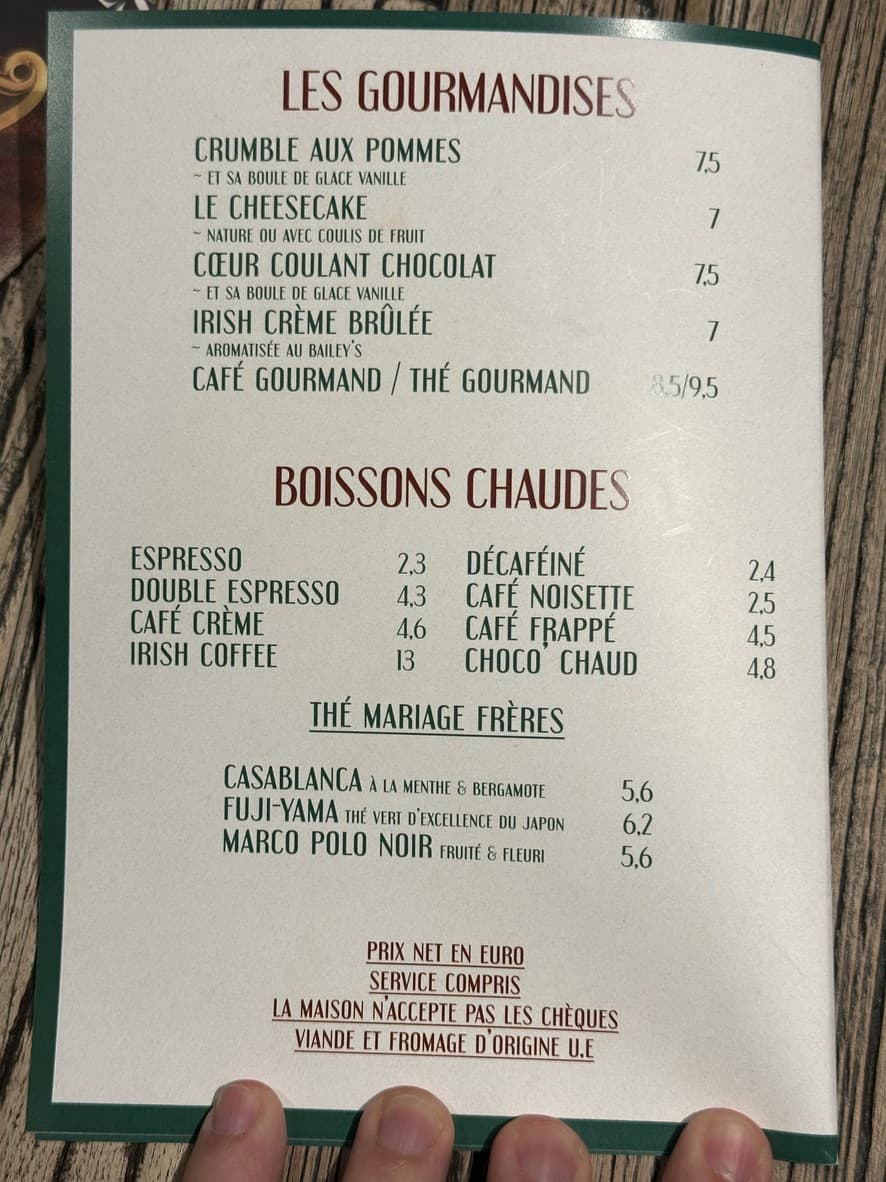 LES GOURMANDISES
CRUMBLE AUX POMMES 7,5
~ ET SA BOULE DE GLACE VANILLE
LE CHEESECAKE 7
~ NATURE OU AVEC COULIS DE FRUIT
CŒUR COULANT CHOCOLAT 7,5
~ ET SA BOULE DE GLACE VANILLE
IRISH CRÈME BRÛLÉE 7
~ AROMATISÉE AU BAILEY'S
CAFÉ GOURMAND / THÉ GOURMAND 8,5/9,5
BOISSONS CHAUDES
ESPRESSO 2,3 DÉCAFÉINÉ 2,4
DOUBLE ESPRESSO 4,3 CAFÉ NOISETTE 2,5
CAFÉ CRÈME 4,6 CAFÉ FRAPPÉ 4,5
IRISH COFFEE 13 CHOCO' CHAUD 4,8
THÉ MARIAGE FRÈRES
CASABLANCA À LA MENTHE & BERGAMOTE 5,6
FUJI-YAMA THÉ VERT D'EXCELLENCE DU JAPON 6,2
MARCO POLO NOIR FRUITÉ & FLEURI 5,6
PRIX NET EN EURO
SERVICE COMPRIS
LA MAISON N'ACCEPTE PAS LES CHÈQUES
VIANDE ET FROMAGE D'ORIGINE U.E